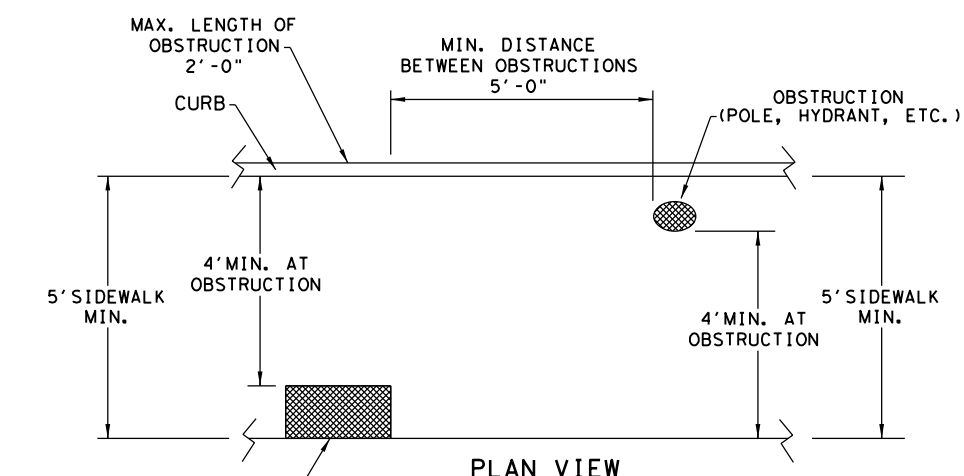 MAX. LENGTH OF
OBSTRUCTION
2'-0"
CURB
MIN. DISTANCE
BETWEEN OBSTRUCTIONS
5'-0"
OBSTRUCTION
(POLE, HYDRANT, ETC.)
5' SIDEWALK
MIN.
4' MIN. AT
OBSTRUCTION
4' MIN. AT
OBSTRUCTION
5' SIDEWALK
MIN.
PLAN VIEW